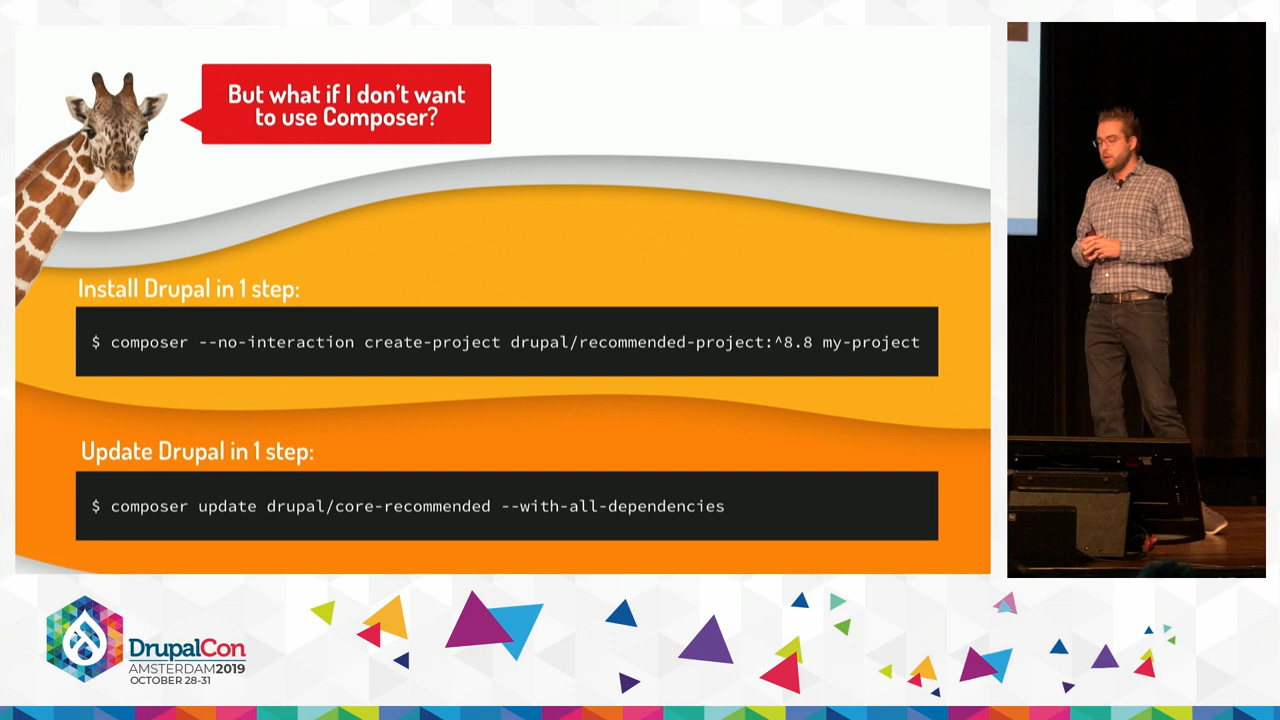 But what if I don't want
to use Composer?
Install Drupal in 1 step:
$ composer --no-interaction create-project drupal/recommended-project:^8.8 my-project
Update Drupal in 1 step:
$ composer update drupal/core-recommended --with-all-dependencies
DrupalCon
AMSTERDAM2019
OCTOBER 28-31